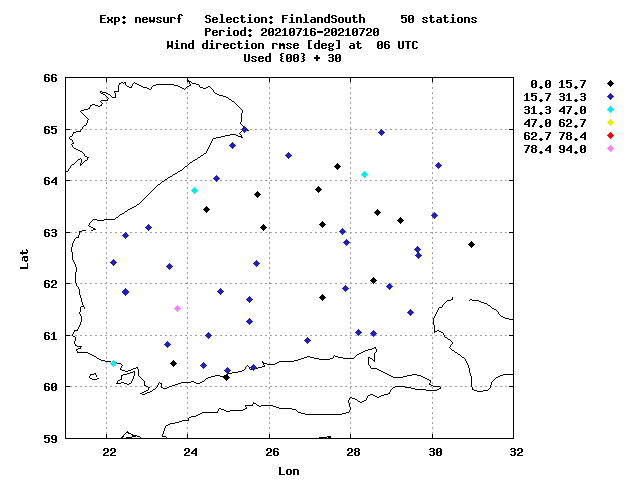 Exp: newsurf Selection: FinlandSouth 50 stations
Period: 20210716-20210720
Wind direction rmse [deg] at 06 UTC
Used {00} + 30
0.0 15.7
15.7 31.3
31.3 47.0
47.0 62.7
62.7 78.4
78.4 94.0
66
65
64
63
62
61
60
59
Lat
22 24 26 28 30 32
Lon